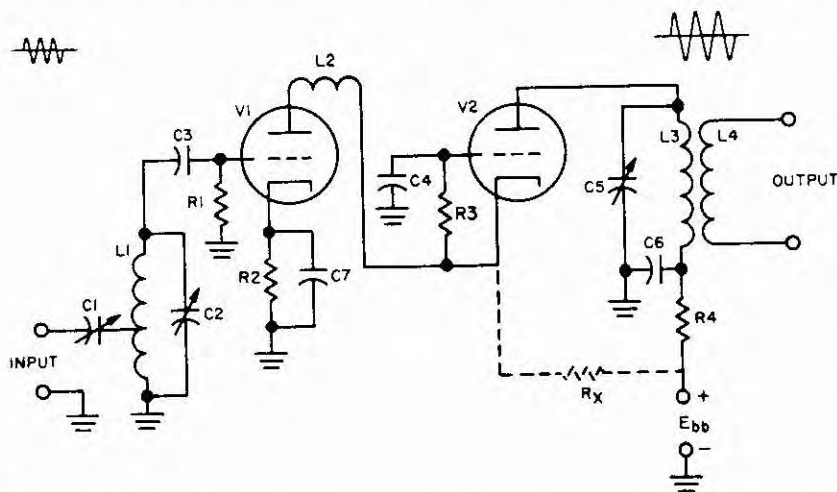 L2
V1
V2
C3
L3
L4
C4
C5
OUTPUT
R1
R3
L1
C6
R2
C7
C1
C2
R4
INPUT
RX
+
Ebb
-